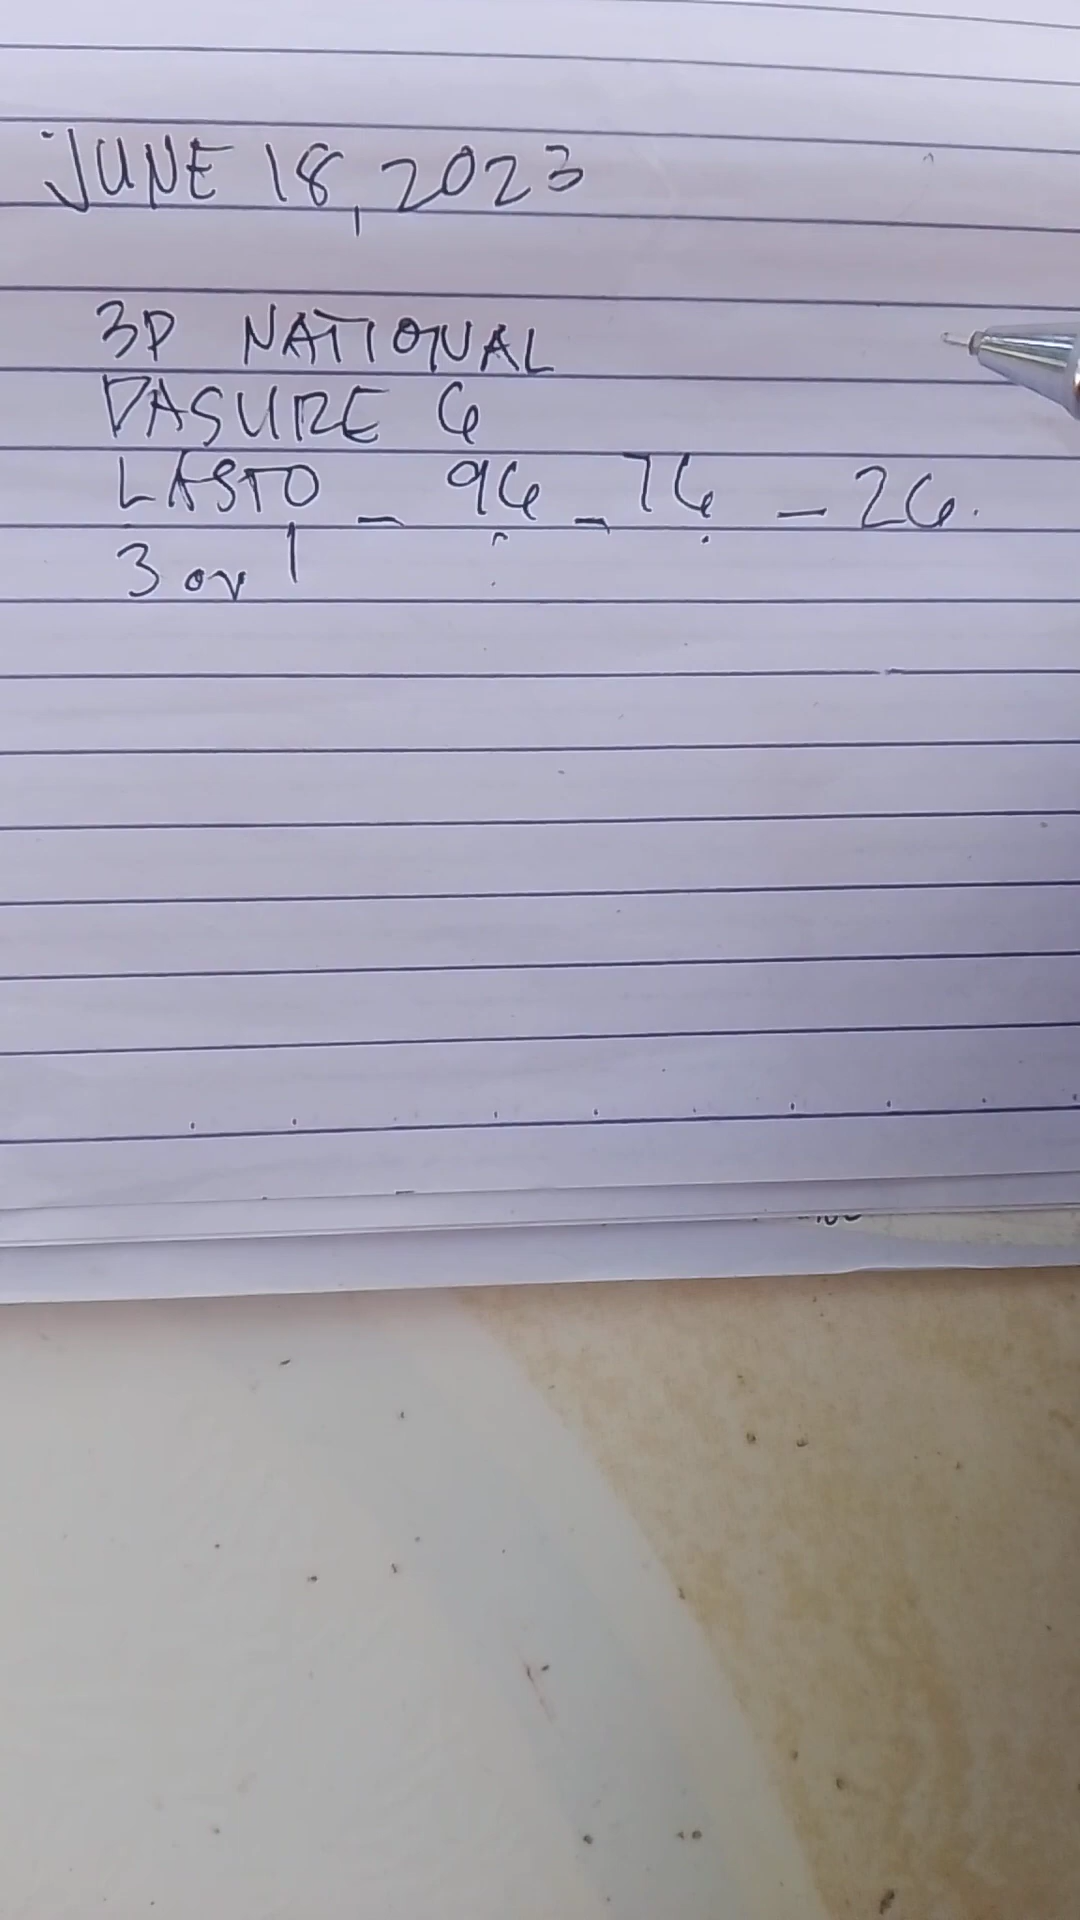 JUNE 18, 2023
3P NATIONAL
PASURE 6
LASTO - 96 - 76 - 26.
3 or 1